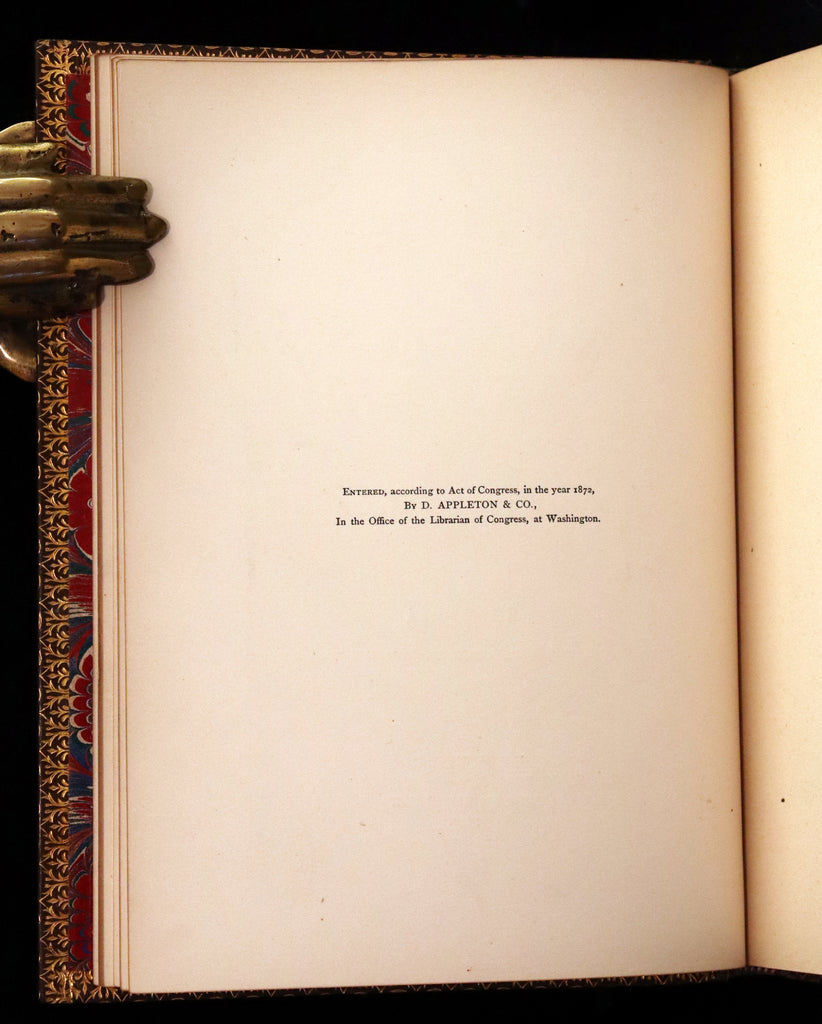 ENTERED, according to Act of Congress, in the year 1872,
BY D. APPLETON & CO.,
In the Office of the Librarian of Congress, at Washington.